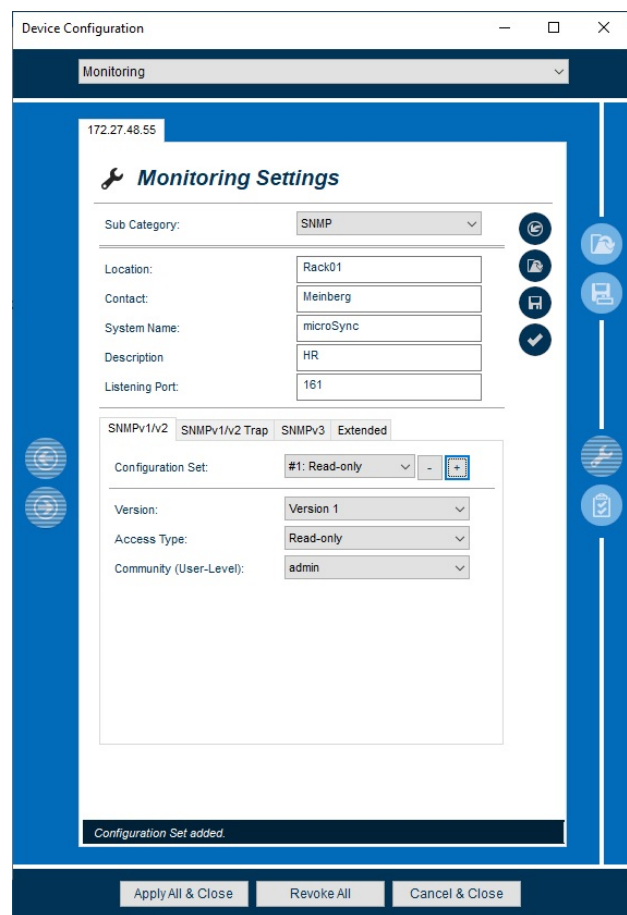 Device Configuration
Monitoring
172.27.48.55
Monitoring Settings
Sub Category: SNMP
Location: Rack01
Contact: Meinberg
System Name: microSync
Description HR
Listening Port: 161
SNMPv1/v2 SNMPv1/v2 Trap SNMPv3 Extended
Configuration Set: #1: Read-only - +
Version: Version 1
Access Type: Read-only
Community (User-Level): admin
Configuration Set added.
Apply All & Close Revoke All Cancel & Close